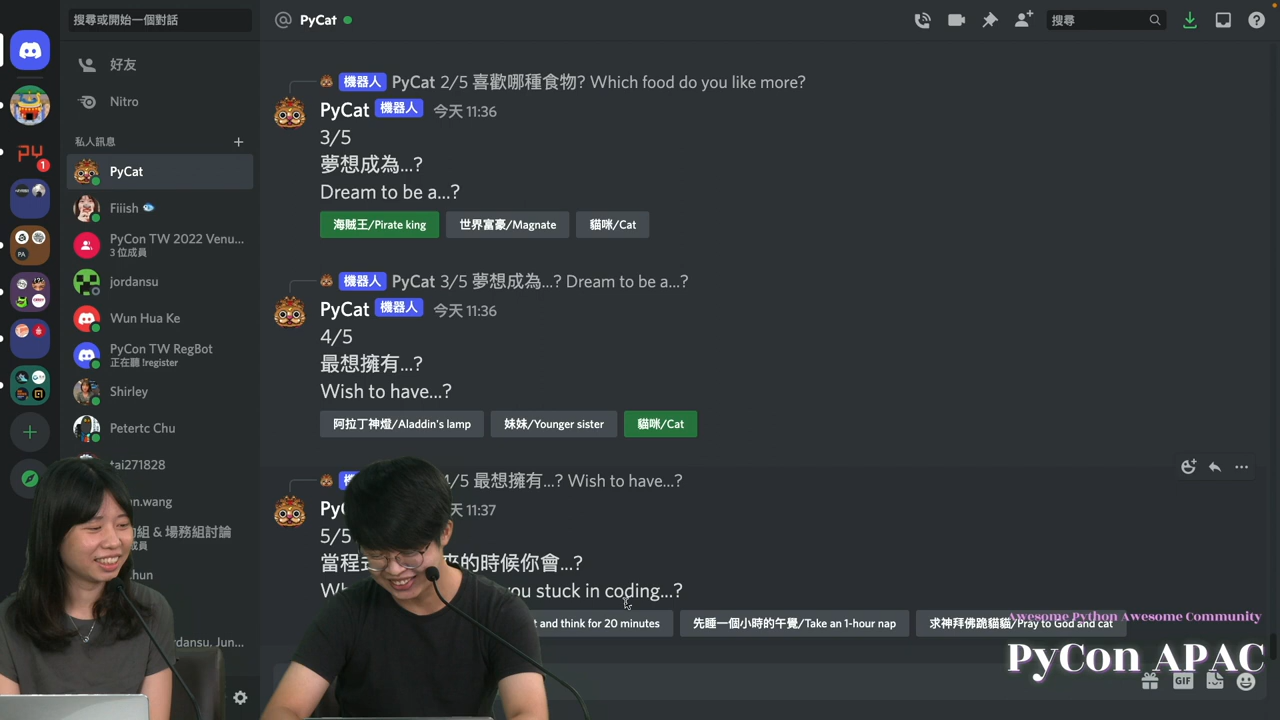 搜尋或開始一個對話
PyCat
搜尋
好友
Nitro
私人訊息
PyCat
Fiiish
PyCon TW 2022 Venu...
3 位成員
jordansu
Wun Hua Ke
PyCon TW RegBot
正在聽 !register
Shirley
Petertc Chu
tai271828
n.wang
組 & 場務組討論
成員
hun
rdansu, Jun...
PY
1
PA
機器人 PyCat 2/5 喜歡哪種食物? Which food do you like more?
PyCat 機器人 今天 11:36
3/5
夢想成為...?
Dream to be a...?
海賊王/Pirate king 世界富豪/Magnate 貓咪/Cat
機器人 PyCat 3/5 夢想成為...? Dream to be a...?
PyCat 機器人 今天 11:36
4/5
最想擁有...?
Wish to have...?
阿拉丁神燈/Aladdin's lamp 妹妹/Younger sister 貓咪/Cat
4/5 最想擁有...? Wish to have...?
Py 天 11:37
5/5
當程式 來的時候你會...?
Wh you stuck in coding...?
t and think for 20 minutes 先睡一個小時的午覺/Take an 1-hour nap 求神拜佛跪貓貓/Pray to God and cat
Awesome Python Awesome Community
PyCon APAC
GIF